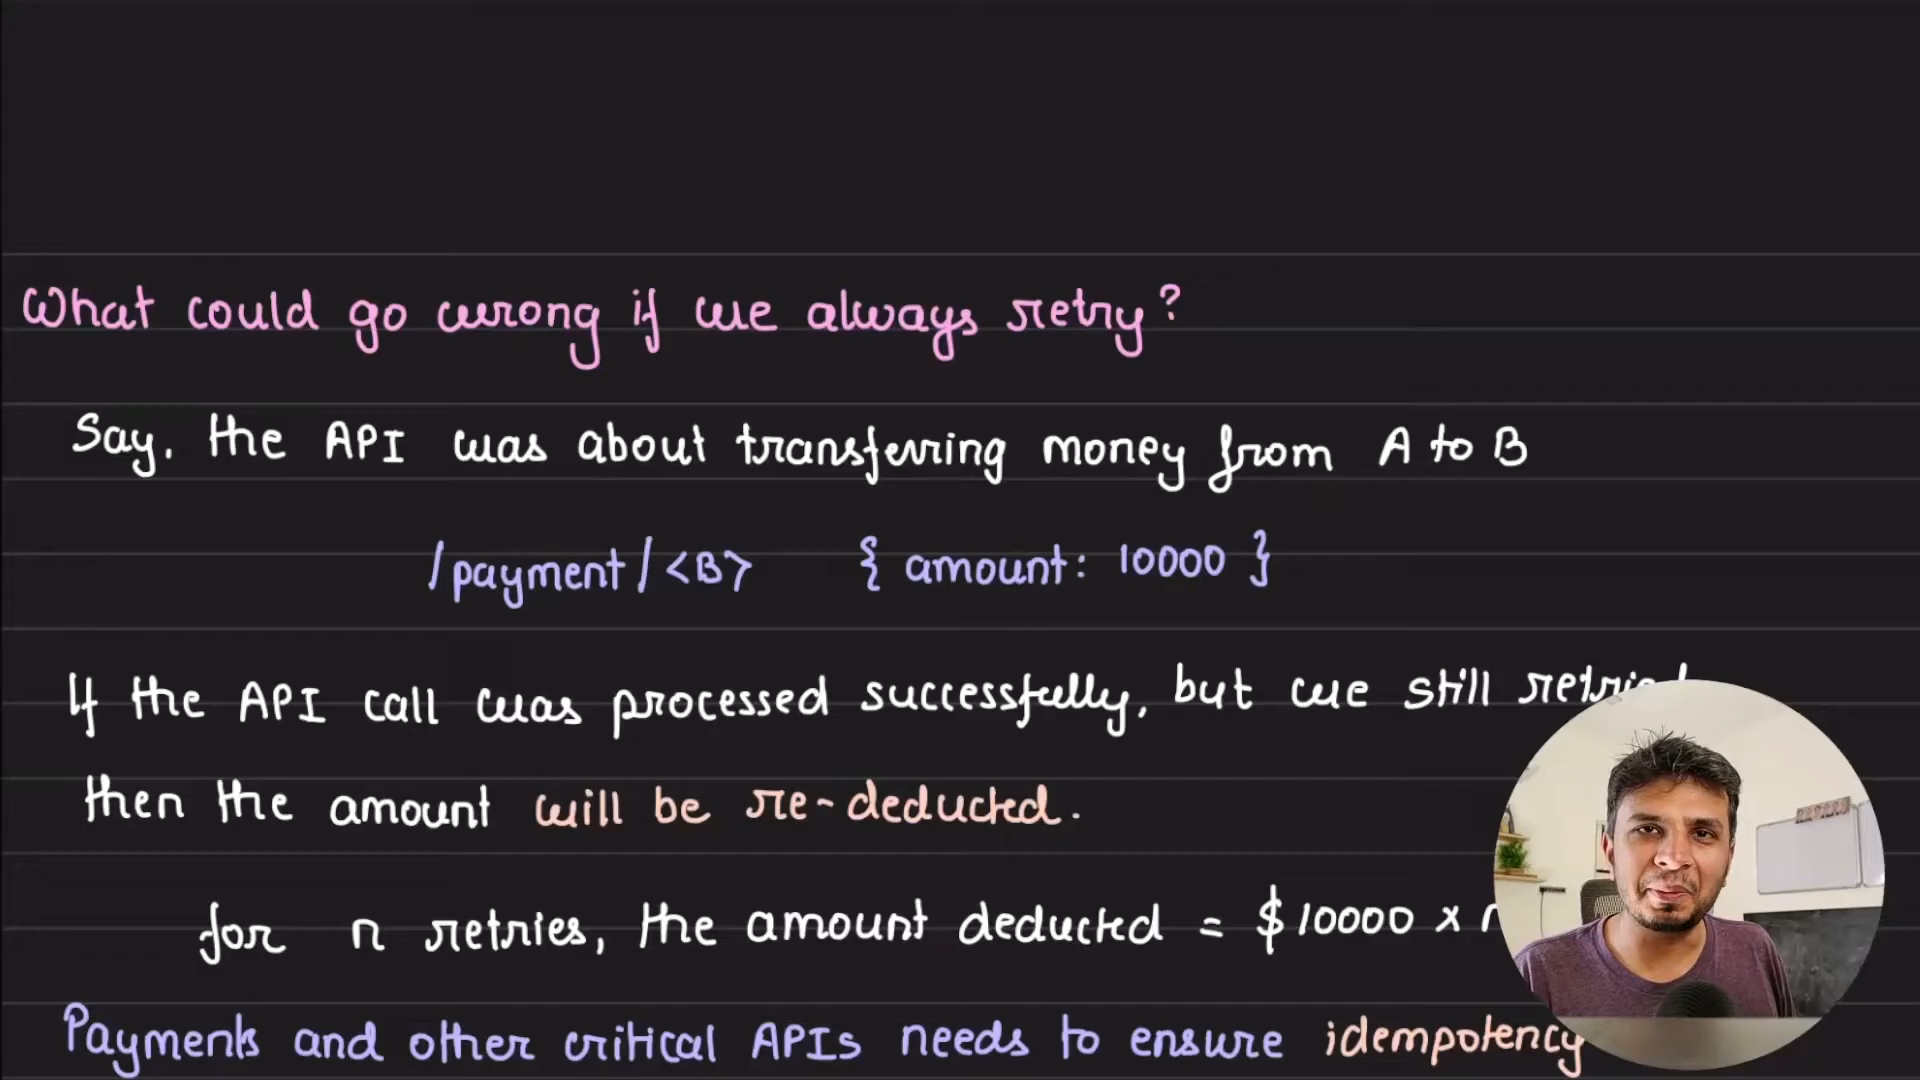 What could go wrong if we always retry?
Say, the API was about transferring money from A to B
/payment/<B> { amount: 10000 }
If the API call was processed successfully, but we still retried
then the amount will be re-deducted.
for n retries, the amount deducted = $10000 ×
Payments and other critical APIs needs to ensure idempotency